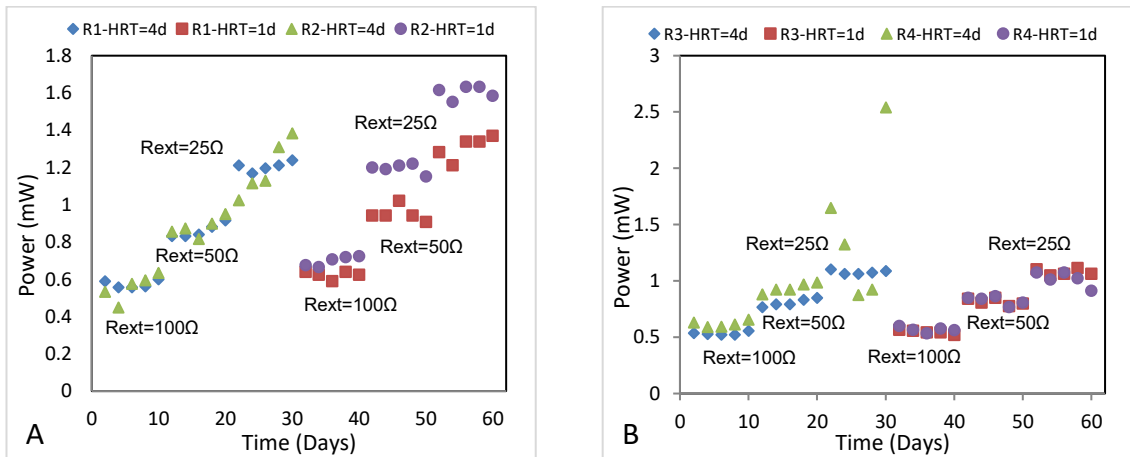 R1-HRT=4d R1-HRT=1d R2-HRT=4d R2-HRT=1d
1.8
1.6
1.4
1.2
1
0.8
0.6
0.4
0.2
0
Power (mW)
Rext=25Ω
Rext=50Ω
Rext=100Ω
Rext=25Ω
Rext=50Ω
Rext=100Ω
0 10 20 30 40 50 60
Time (Days)
A
R3-HRT=4d R3-HRT=1d R4-HRT=4d R4-HRT=1d
3
2.5
2
1.5
1
0.5
0
Power (mW)
Rext=25Ω
Rext=50Ω
Rext=100Ω
Rext=25Ω
Rext=50Ω
Rext=100Ω
0 10 20 30 40 50 60
Time (Days)
B